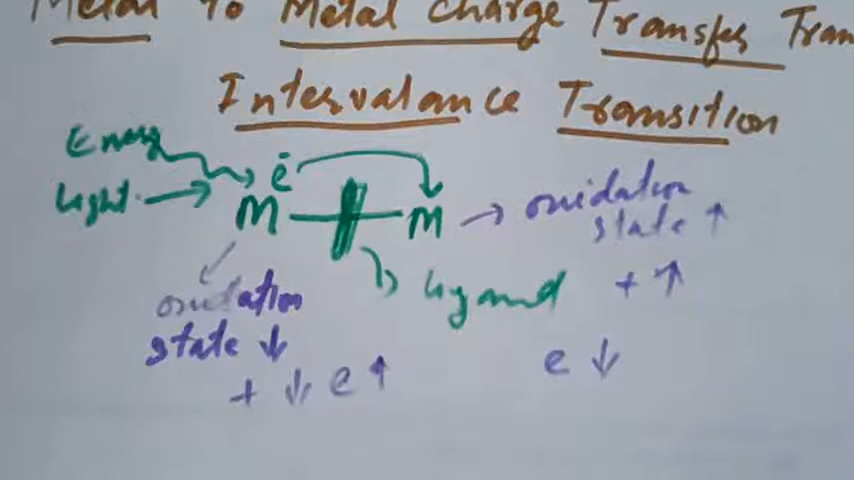 Metal to Metal Charge Transfer Tran
Intervalance Transition
Energy
light
ē
M M
oxidation
state ↑
+ ↑
ligand
oxidation
state ↓
+ ↓ e ↑
e ↓